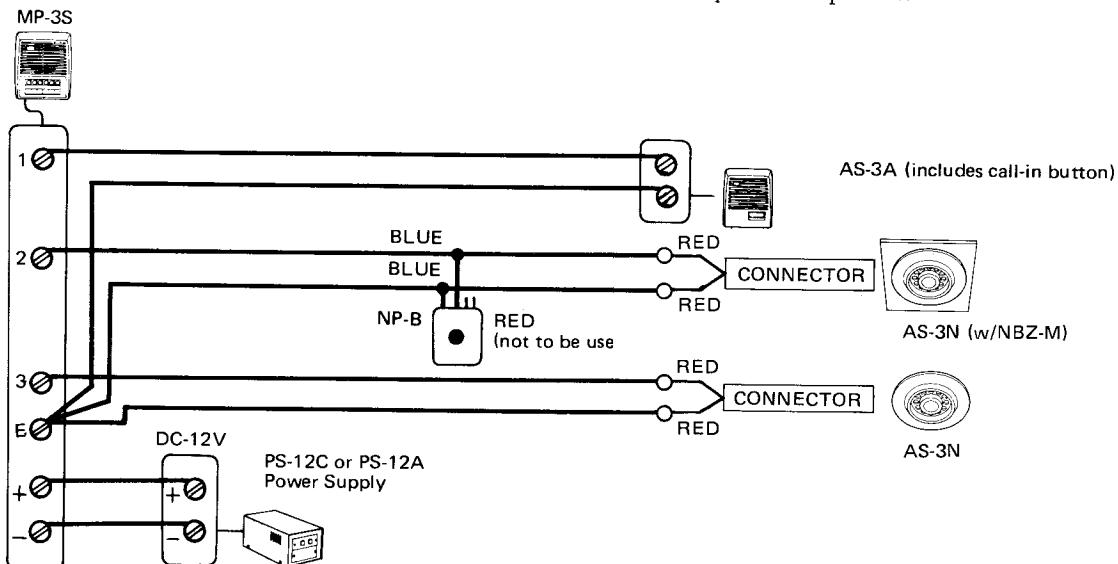 MP-3S
1
AS-3A (includes call-in button)
2
BLUE
BLUE
RED
CONNECTOR
RED
NP-B
RED
(not to be use
AS-3N (w/NBZ-M)
3
RED
CONNECTOR
RED
E
AS-3N
DC-12V
PS-12C or PS-12A
Power Supply
+
+
−
−